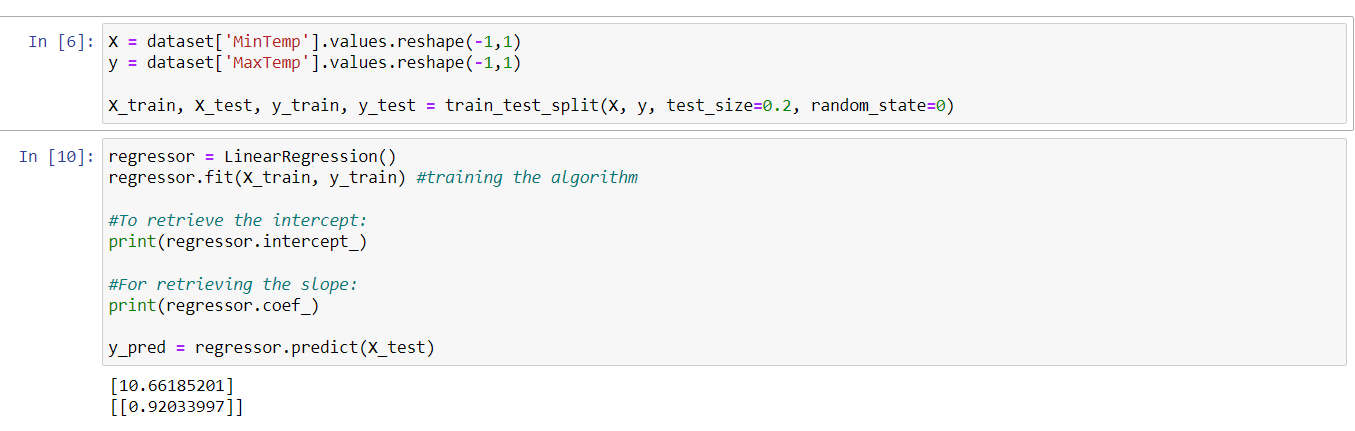 In [6]: X = dataset['MinTemp'].values.reshape(-1,1)
y = dataset['MaxTemp'].values.reshape(-1,1)
X_train, X_test, y_train, y_test = train_test_split(X, y, test_size=0.2, random_state=0)
In [10]: regressor = LinearRegression()
regressor.fit(X_train, y_train) #training the algorithm
#To retrieve the intercept:
print(regressor.intercept_)
#For retrieving the slope:
print(regressor.coef_)
y_pred = regressor.predict(X_test)
[10.66185201]
[[0.92033997]]